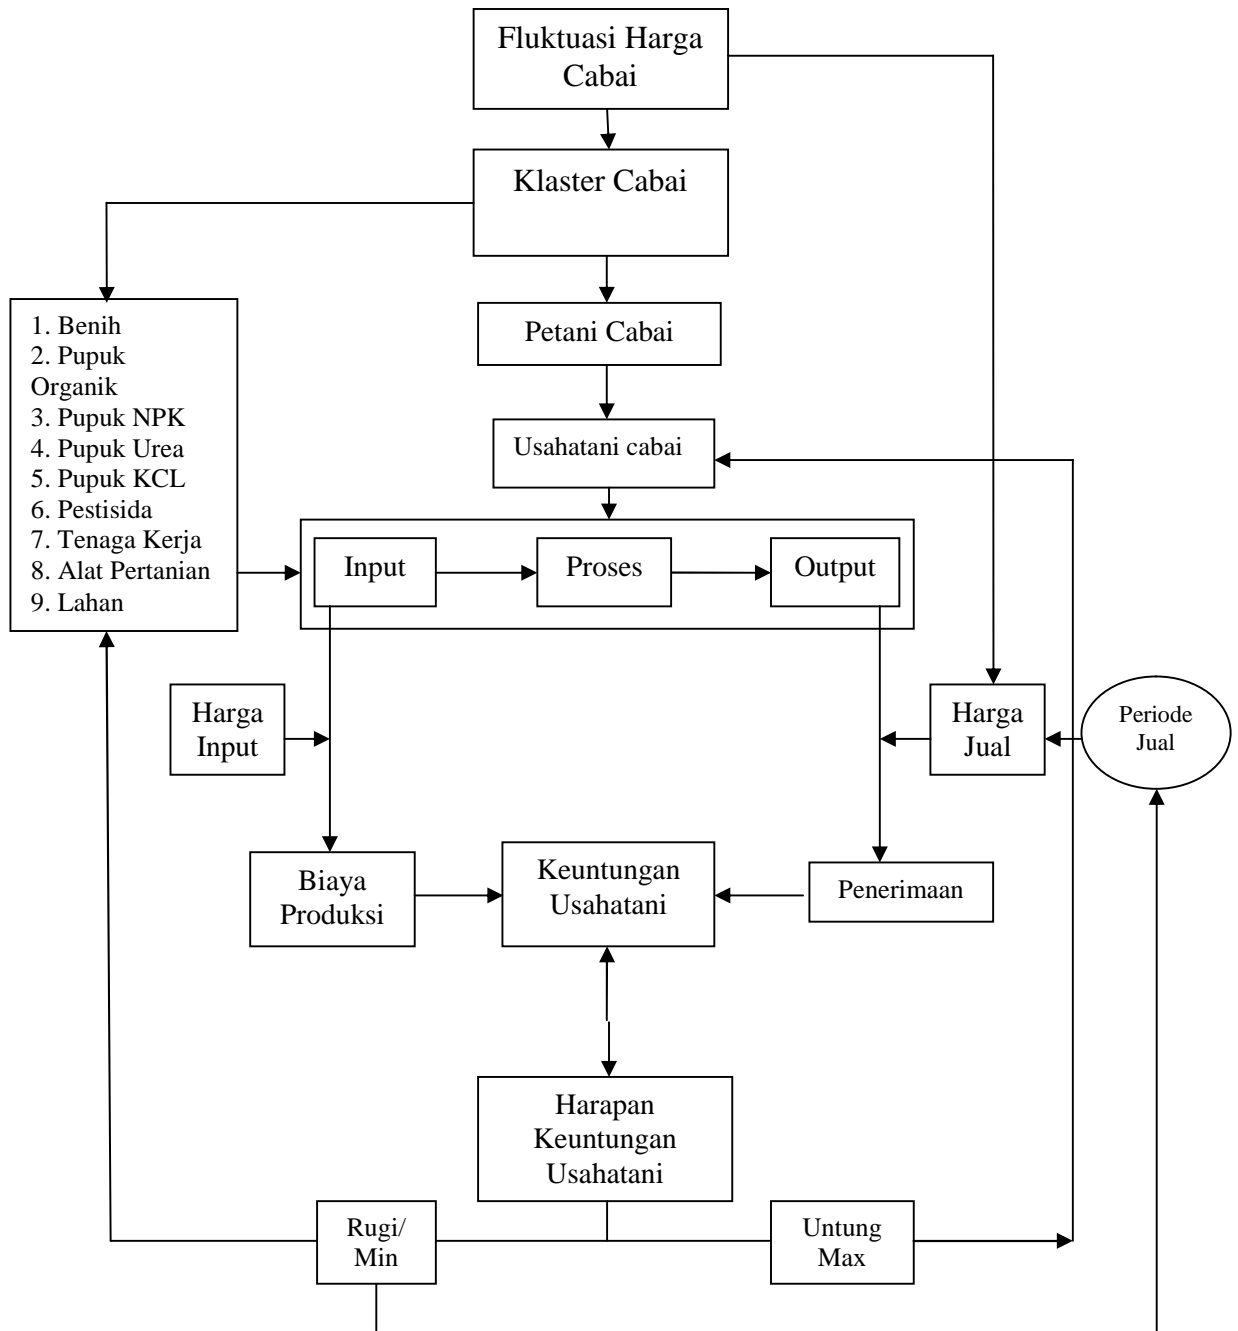 Fluktuasi Harga
Cabai
Klaster Cabai
1. Benih
2. Pupuk
Organik
3. Pupuk NPK
4. Pupuk Urea
5. Pupuk KCL
6. Pestisida
7. Tenaga Kerja
8. Alat Pertanian
9. Lahan
Petani Cabai
Usahatani cabai
Input
Proses
Output
Harga
Input
Harga
Jual
Periode
Jual
Biaya
Produksi
Keuntungan
Usahatani
Penerimaan
Harapan
Keuntungan
Usahatani
Rugi/
Min
Untung
Max